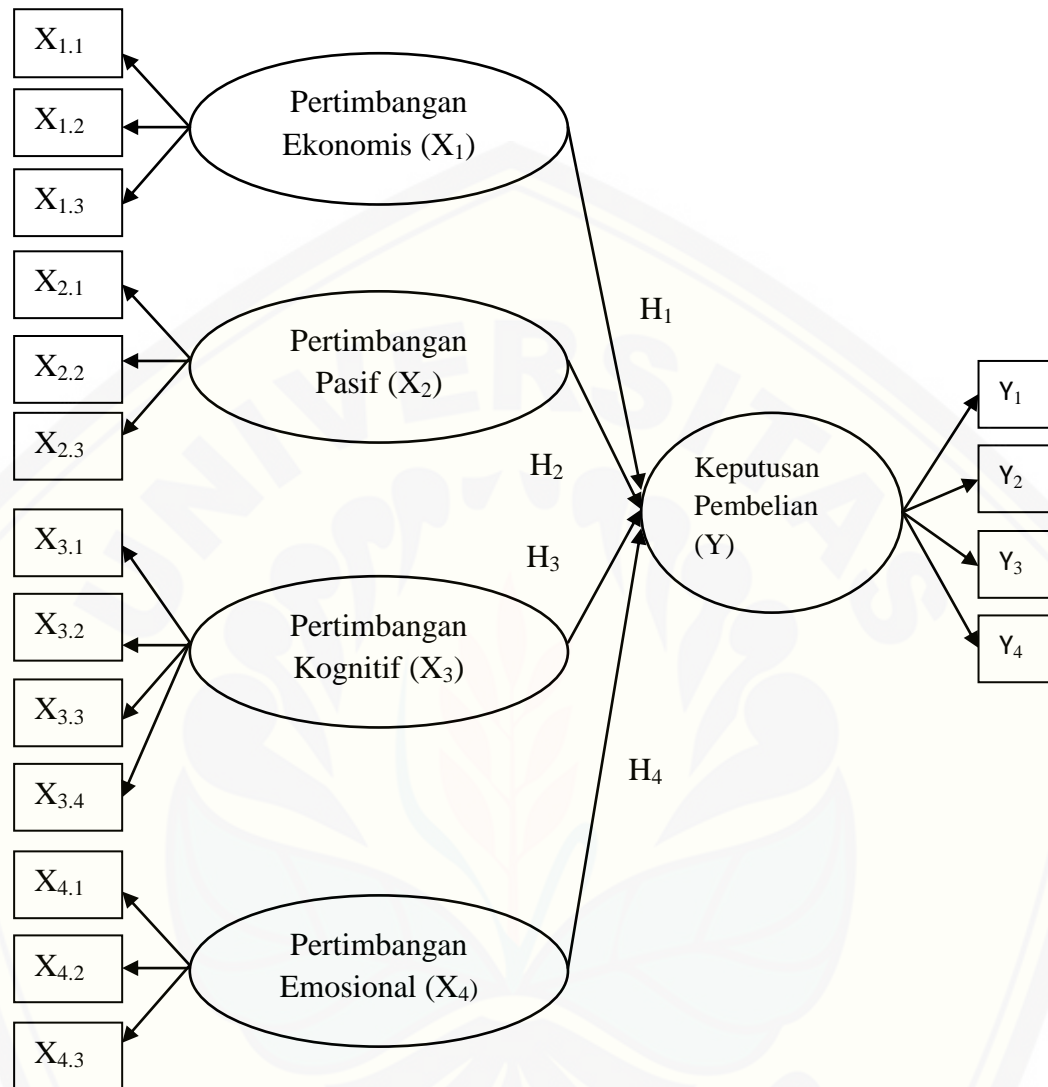 X1.1
X1.2
X1.3
Pertimbangan
Ekonomis (X1)
X2.1
X2.2
X2.3
Pertimbangan
Pasif (X2)
X3.1
X3.2
X3.3
X3.4
Pertimbangan
Kognitif (X3)
X4.1
X4.2
X4.3
Pertimbangan
Emosional (X4)
H1
H2
H3
H4
Keputusan
Pembelian
(Y)
Y1
Y2
Y3
Y4
UNIVERSITAS